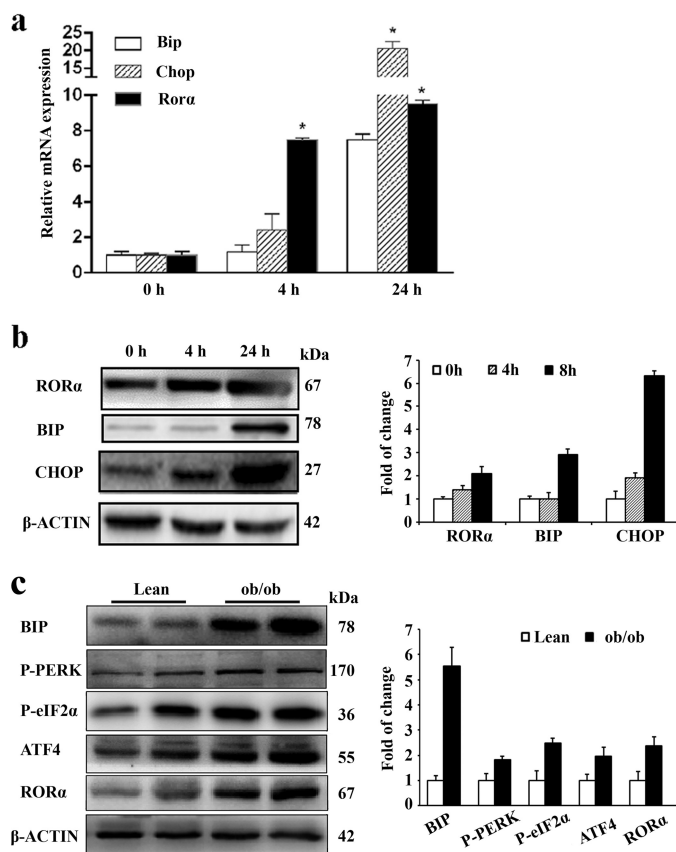 a
Relative mRNA expression
25
20
15
10
8
6
4
2
0
Bip
Chop
Rorα
*
*
*
0 h
4 h
24 h
b
0 h 4 h 24 h kDa
RORα 67
BIP 78
CHOP 27
β-ACTIN 42
Fold of change
7
6
5
4
3
2
1
0
0h 4h 8h
RORα BIP CHOP
c
Lean ob/ob kDa
BIP 78
P-PERK 170
P-eIF2α 36
ATF4 55
RORα 67
β-ACTIN 42
Fold of change
7
6
5
4
3
2
1
0
Lean ob/ob
BIP P-PERK P-eIF2α ATF4 RORα